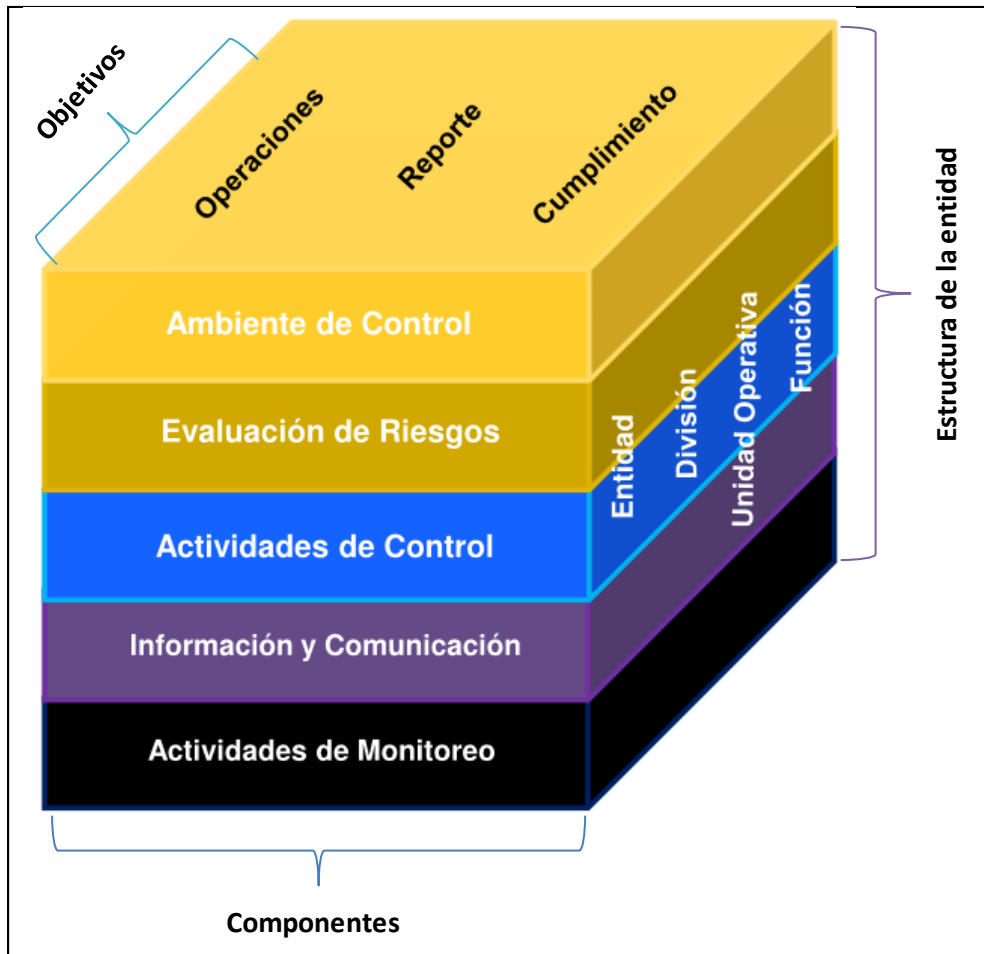 Objetivos
Operaciones
Reporte
Cumplimiento
Ambiente de Control
Evaluación de Riesgos
Actividades de Control
Información y Comunicación
Actividades de Monitoreo
Entidad
División
Unidad Operativa
Función
Estructura de la entidad
Componentes